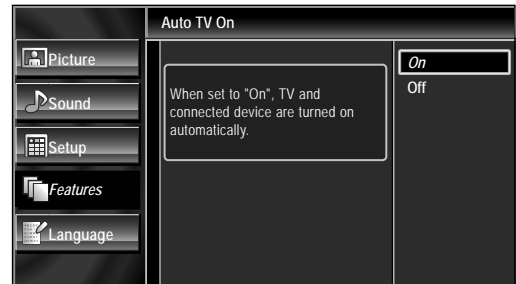 Auto TV On
Picture
Sound
Setup
Features
Language
When set to "On", TV and
connected device are turned on
automatically.
On
Off